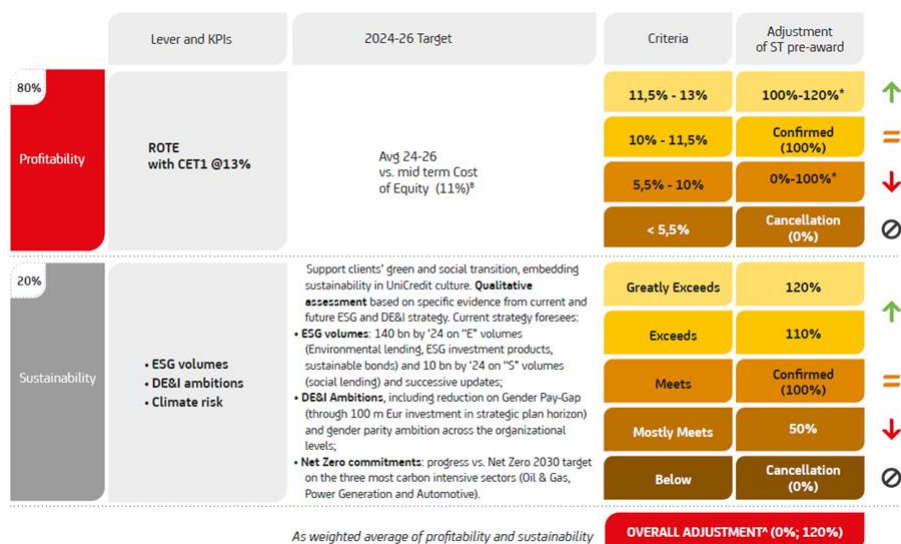 Lever and KPIs
2024-26 Target
Criteria
Adjustment
of ST pre-award
80%
Profitability
ROTE
with CET1 @13%
Avg 24-26
vs. mid term Cost
of Equity (11%)ᴮ
11,5% - 13%
100%-120%*
10% - 11,5%
Confirmed
(100%)
5,5% - 10%
0%-100%*
< 5,5%
Cancellation
(0%)
20%
Sustainability
• ESG volumes
• DE&I ambitions
• Climate risk
Support clients' green and social transition, embedding
sustainability in UniCredit culture. Qualitative
assessment based on specific evidence from current and
future ESG and DE&I strategy. Current strategy foresees:
• ESG volumes: 140 bn by '24 on "E" volumes
(Environmental lending, ESG investment products,
sustainable bonds) and 10 bn by '24 on "S" volumes
(social lending) and successive updates;
• DE&I Ambitions, including reduction on Gender Pay-Gap
(through 100 m Eur investment in strategic plan horizon)
and gender parity ambition across the organizational
levels;
• Net Zero commitments: progress vs. Net Zero 2030 target
on the three most carbon intensive sectors (Oil & Gas,
Power Generation and Automotive).
Greatly Exceeds
120%
Exceeds
110%
Meets
Confirmed
(100%)
Mostly Meets
50%
Below
Cancellation
(0%)
As weighted average of profitability and sustainability
OVERALL ADJUSTMENT^ (0%; 120%)